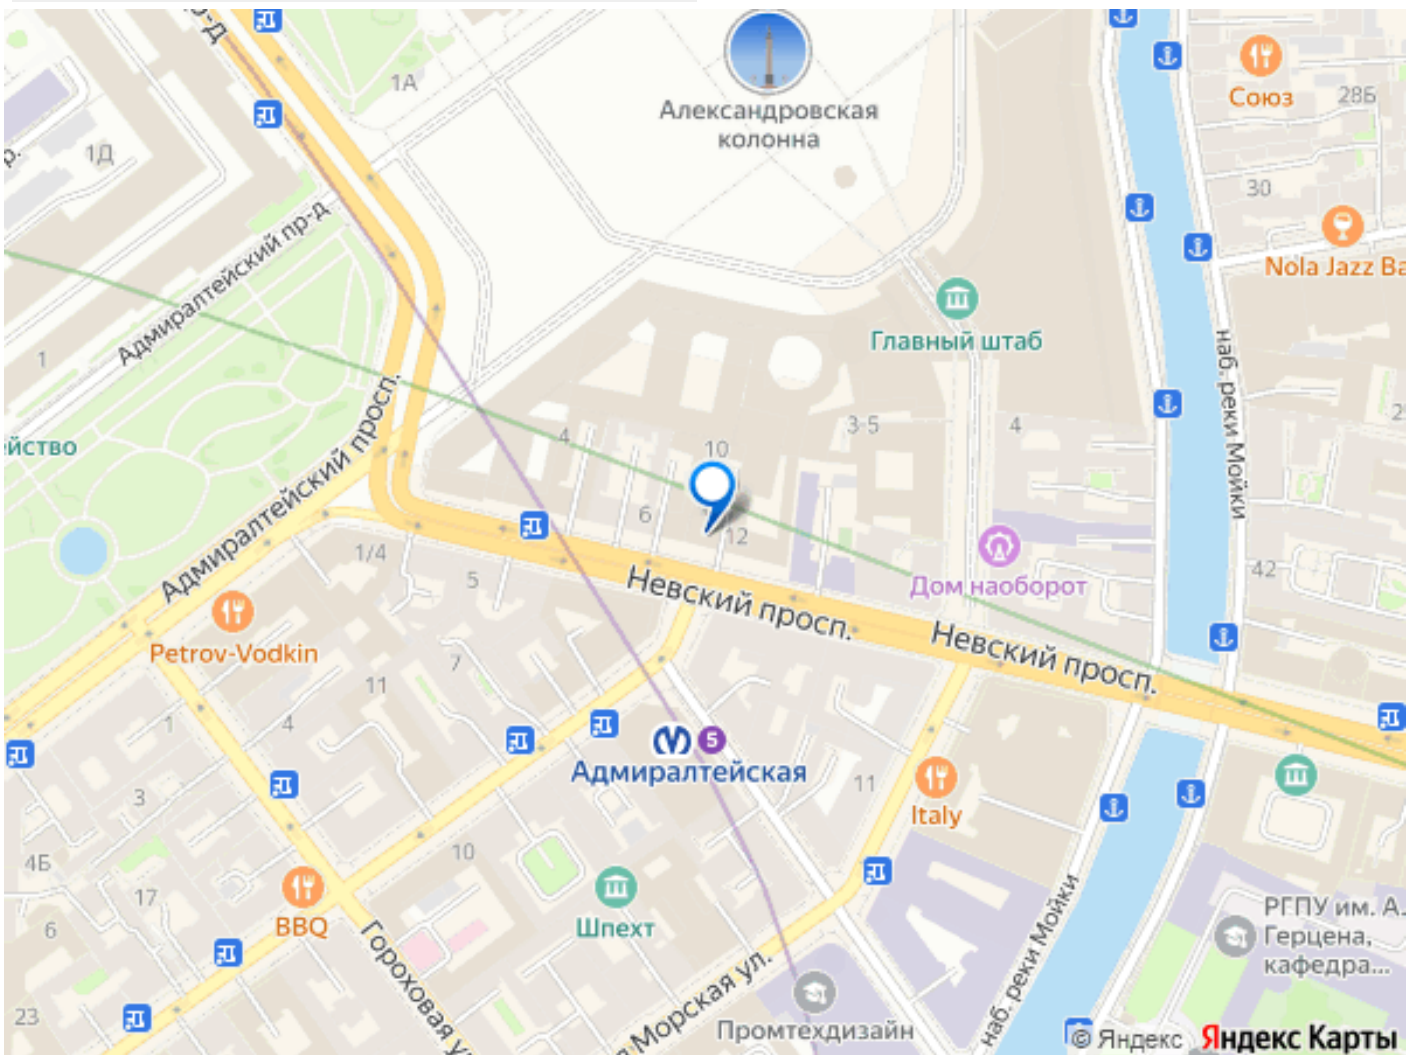 р-д
1А
Александровская
колонна
Союз
28Б
1Д
р.
30
Адмиралтейский пр-д
Nola Jazz Ba
Главный штаб
1
наб. реки Мойки
Адмиралтейский просп.
йство
4
10
3-5
4
2
6
12
1/4
5
Невский просп.
Дом наоборот
42
Petrov-Vodkin
7
Невский просп.
11
1
4
5
Адмиралтейская
3
11
Italy
4Б
10
17
BBQ
Шпехт
6
Гороховая у
я Морская ул.
наб. реки Мойки
РГПУ им. А.
Герцена,
кафедра...
23
Промтехдизайн
© Яндекс Яндекс Карты